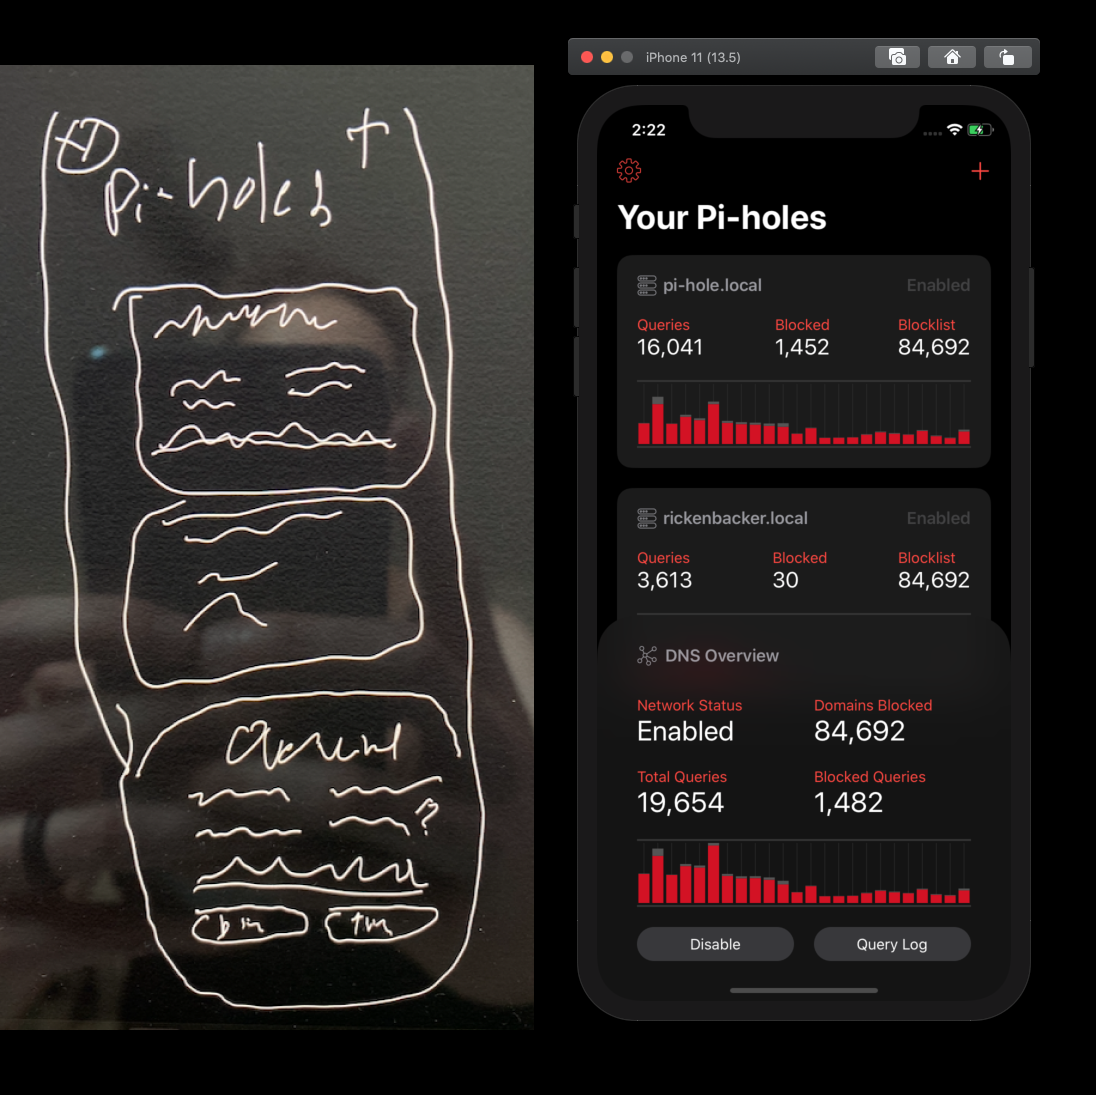 Pi-holes
?
iPhone 11 (13.5)
2:22
Your Pi-holes
pi-hole.local Enabled
Queries Blocked Blocklist
16,041 1,452 84,692
rickenbacker.local Enabled
Queries Blocked Blocklist
3,613 30 84,692
DNS Overview
Network Status Domains Blocked
Enabled 84,692
Total Queries Blocked Queries
19,654 1,482
Disable Query Log